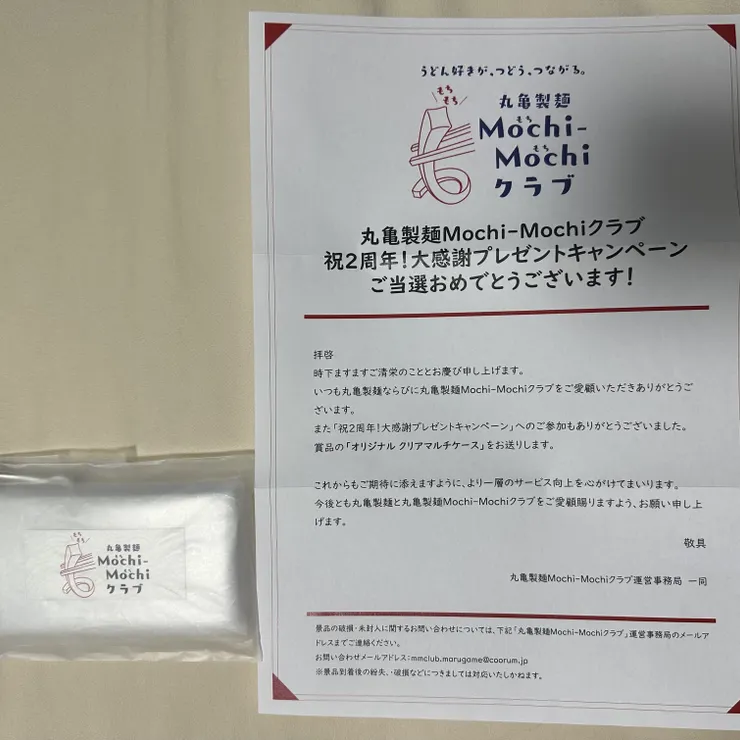 うどん好きが、つどう、つながる。
もち
もち
丸亀製麺
もち
Mochi-
もち
Mochi
クラブ
丸亀製麺Mochi-Mochiクラブ
祝2周年！大感謝プレゼントキャンペーン
ご当選おめでとうございます！
拝啓
時下ますますご清栄のこととお慶び申し上げます。
いつも丸亀製麺ならびに丸亀製麺Mochi-Mochiクラブをご愛顧いただきありがとうご
ざいます。
また「祝2周年！大感謝プレゼントキャンペーン」へのご参加もありがとうございました。
賞品の「オリジナル クリアマルチケース」をお送りします。
これからもご期待に添えますように、より一層のサービス向上を心がけてまいります。
今後とも丸亀製麺と丸亀製麺Mochi-Mochiクラブをご愛顧賜りますよう、お願い申し上
げます。
敬具
丸亀製麺Mochi-Mochiクラブ運営事務局 一同
景品の破損・未封入に関するお問い合わせについては、下記「丸亀製麺Mochi-Mochiクラブ」運営事務局のメールア
ドレスまでご連絡ください。
お問い合わせメールアドレス：mmclub.marugame@coorum.jp
※景品到着後の紛失、・破損などにつきましては対応いたしかねます。
もち
もち
丸亀製麺
Mochi-
Mochi
クラブ